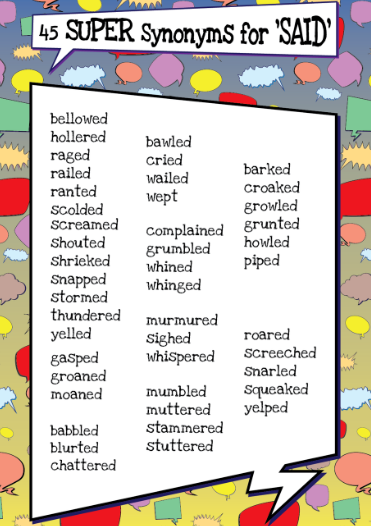 45 SUPER Synonyms for 'SAID'
bellowed
hollered
raged
railed
ranted
scolded
screamed
shouted
shrieked
snapped
stormed
thundered
yelled
gasped
groaned
moaned
babbled
blurted
chattered
bawled
cried
wailed
wept
complained
grumbled
whined
whinged
murmured
sighed
whispered
mumbled
muttered
stammered
stuttered
barked
croaked
growled
grunted
howled
piped
roared
screeched
snarled
squeaked
yelped